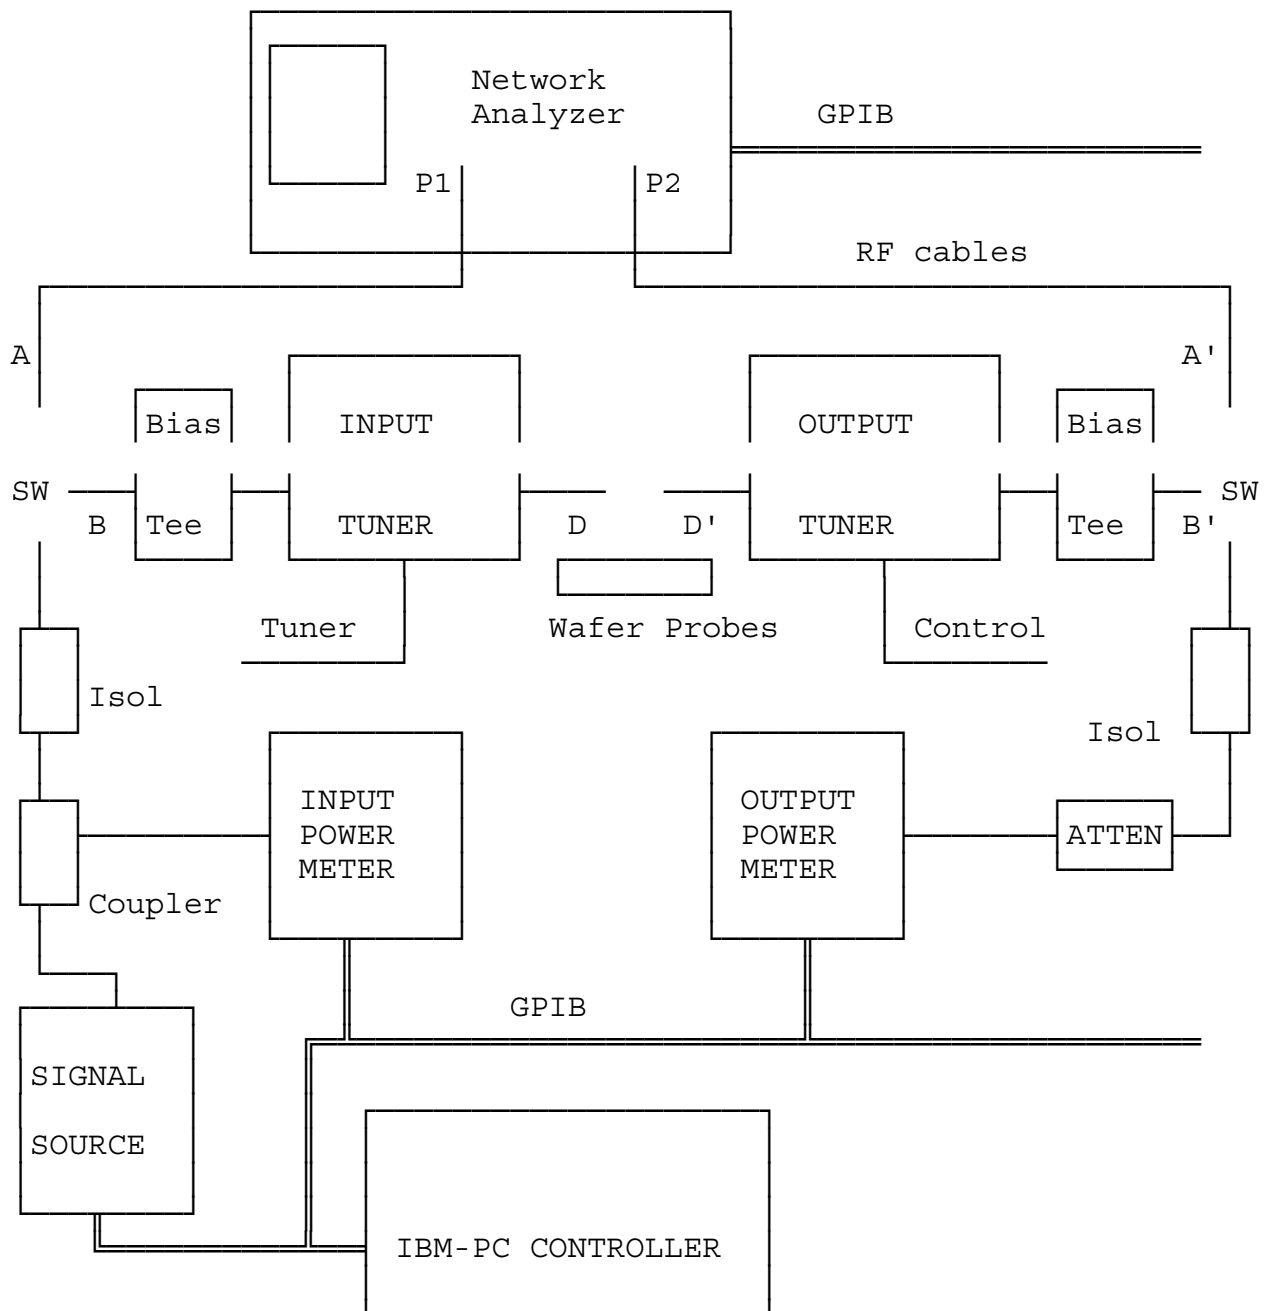 Network
Analyzer
GPIB
P1
P2
RF cables
A
A'
Bias
INPUT
OUTPUT
Bias
SW
SW
B
Tee
TUNER
D
D'
TUNER
Tee
B'
Tuner
Wafer Probes
Control
Isol
Isol
INPUT
POWER
METER
OUTPUT
POWER
METER
ATTEN
Coupler
GPIB
SIGNAL
SOURCE
IBM-PC CONTROLLER